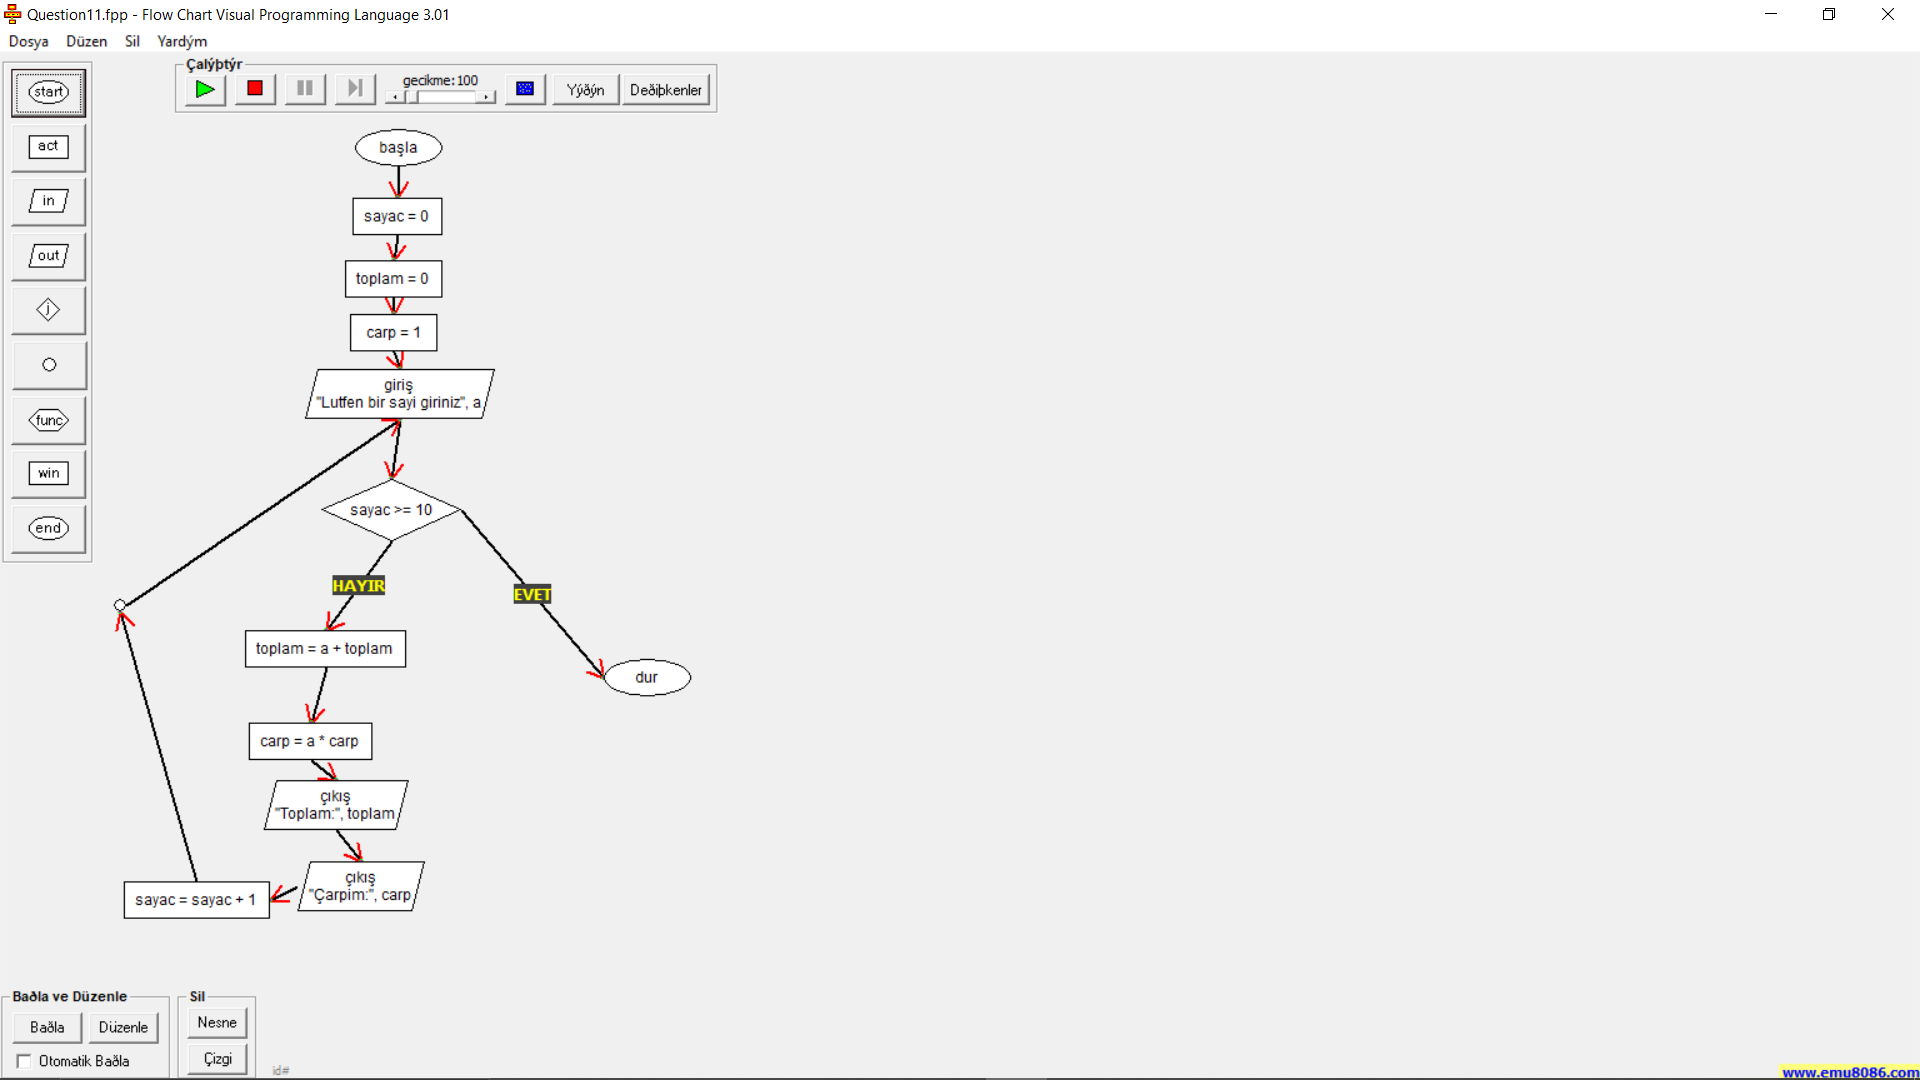 Question11.fpp - Flow Chart Visual Programming Language 3.01
Dosya Düzen Sil Yardým
Çalýþtýr
gecikme:100
Yýðýn
Deðiþkenler
start
act
in
out
j
func
win
end
başla
sayac = 0
toplam = 0
carp = 1
giriş
"Lutfen bir sayi giriniz", a
sayac >= 10
HAYIR
EVET
toplam = a + toplam
dur
carp = a * carp
çıkış
"Toplam:", toplam
çıkış
"Çarpim:", carp
sayac = sayac + 1
Baðla ve Düzenle
Baðla
Düzenle
Otomatik Baðla
Sil
Nesne
Çizgi
id#
www.emu8086.com